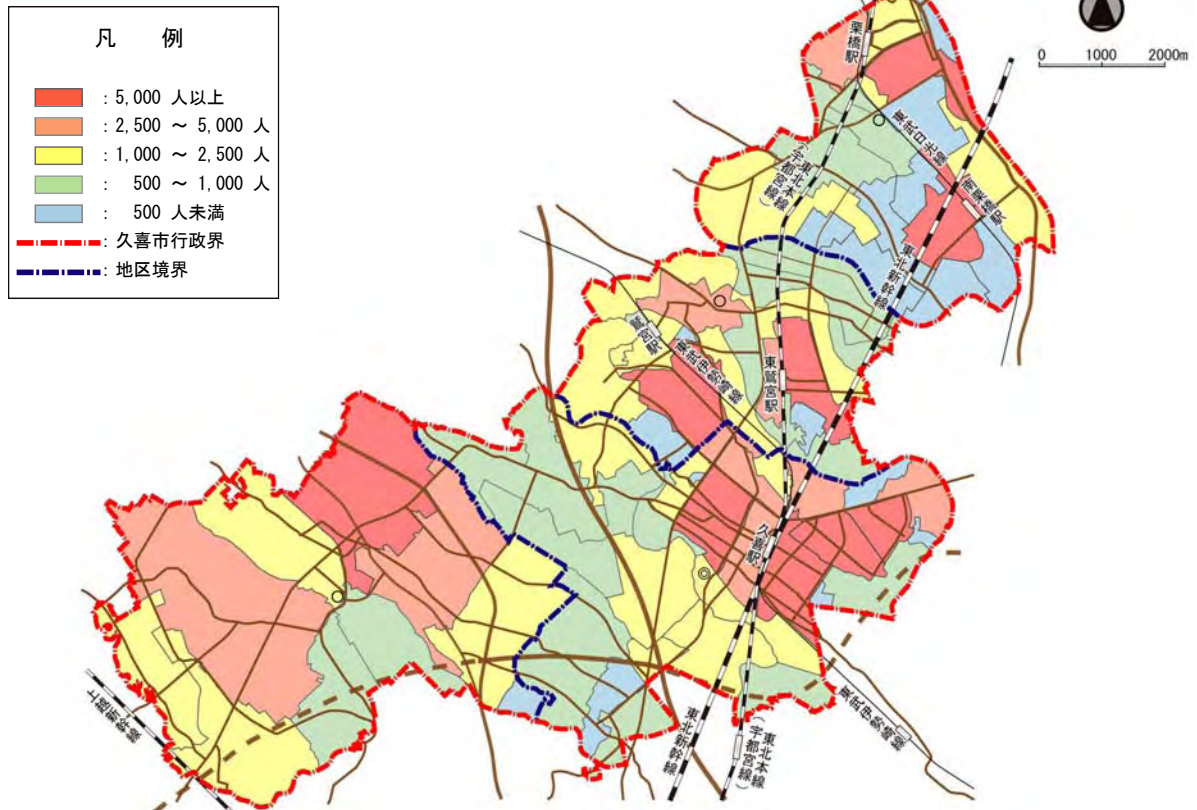 凡 例
: 5,000 人以上
: 2,500 ～ 5,000 人
: 1,000 ～ 2,500 人
: 500 ～ 1,000 人
: 500 人未満
: 久喜市行政界
: 地区境界
0 1000 2000m
栗橋駅
東武日光線
南栗橋駅
東北本線
(宇都宮線)
東北新幹線
鷲宮駅
東武伊勢崎線
東鷲宮駅
久喜駅
上越新幹線
東北新幹線
東北本線
(宇都宮線)
東武伊勢崎線